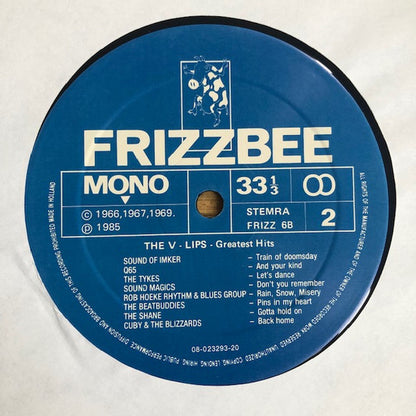 FRIZZBEE
MONO
33 1/3
© 1966,1967,1969.
℗ 1985
STEMRA
FRIZZ 6B
2
THE V - LIPS - Greatest Hits
SOUND OF IMKER - Train of doomsday
Q65 - And your kind
THE TYKES - Let's dance
SOUND MAGICS - Don't you remember
ROB HOEKE RHYTHM & BLUES GROUP - Rain, Snow, Misery
THE BEATBUDDIES - Pins in my heart
THE SHANE - Gotta hold on
CUBY & THE BLIZZARDS - Back home
08-023293-20
ALL RIGHTS OF THE MANUFACTURER AND OF THE OWNER OF THE RECORDED WORK RESERVED. UNAUTHORIZED COPYING, LENDING, HIRING, PUBLIC PERFORMANCE, DIFFUSION AND BROADCASTING OF THIS RECORD PROHIBITED MADE IN HOLLAND